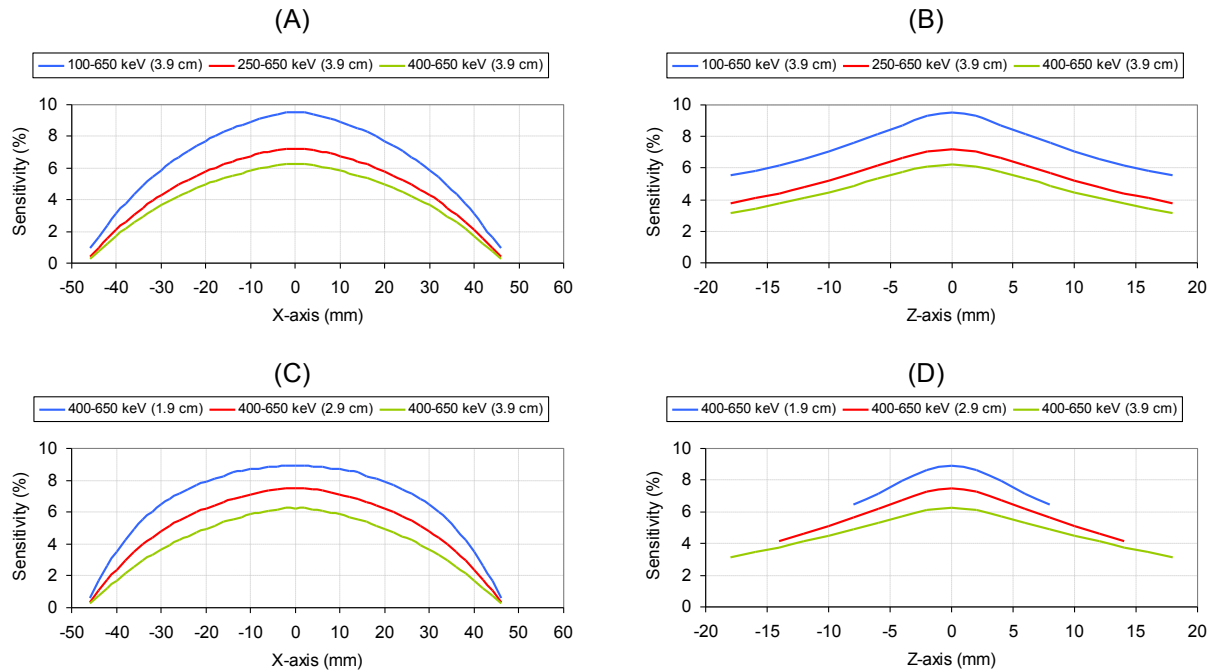 (A)
100-650 keV (3.9 cm) 250-650 keV (3.9 cm) 400-650 keV (3.9 cm)
Sensitivity (%)
10
8
6
4
2
0
-50 -40 -30 -20 -10 0 10 20 30 40 50 60
X-axis (mm)
(B)
100-650 keV (3.9 cm) 250-650 keV (3.9 cm) 400-650 keV (3.9 cm)
Sensitivity (%)
10
8
6
4
2
0
-20 -15 -10 -5 0 5 10 15 20
Z-axis (mm)
(C)
400-650 keV (1.9 cm) 400-650 keV (2.9 cm) 400-650 keV (3.9 cm)
Sensitivity (%)
10
8
6
4
2
0
-50 -40 -30 -20 -10 0 10 20 30 40 50 60
X-axis (mm)
(D)
400-650 keV (1.9 cm) 400-650 keV (2.9 cm) 400-650 keV (3.9 cm)
Sensitivity (%)
10
8
6
4
2
0
-20 -15 -10 -5 0 5 10 15 20
Z-axis (mm)